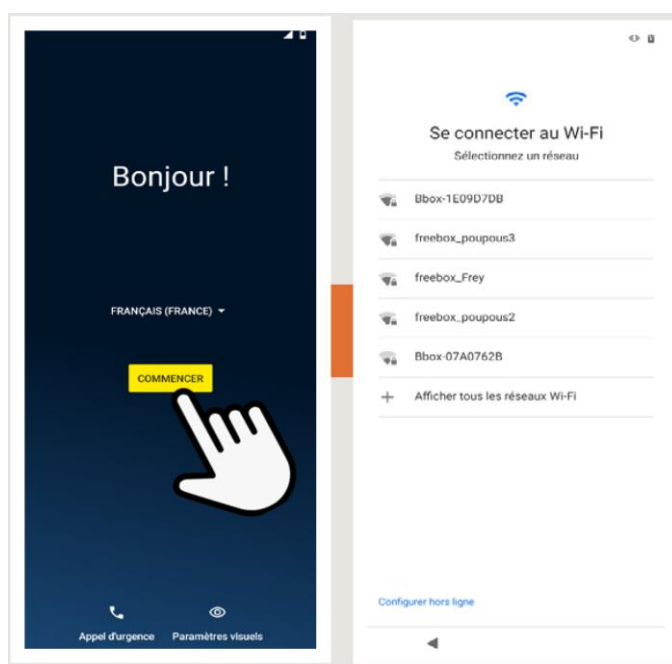 Bonjour !
FRANÇAIS (FRANCE)
COMMENCER
Appel d'urgence
Paramètres visuels
Se connecter au Wi-Fi
Sélectionnez un réseau
Bbox-1E09D7DB
freebox_poupous3
freebox_Frey
freebox_poupous2
Bbox-07A0762B
Afficher tous les réseaux Wi-Fi
Configurer hors ligne